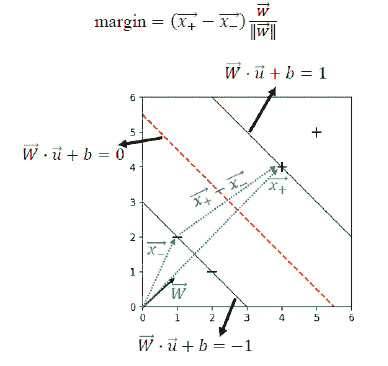 margin = (x₊⃗ − x₋⃗) W⃗ / ‖W⃗‖
W⃗ · u⃗ + b = 1
W⃗ · u⃗ + b = 0
6
5
4
3
2
1
0
+
+
x₊⃗ − x₋⃗
x₊⃗
x₋⃗
−
−
W⃗
0 1 2 3 4 5 6
W⃗ · u⃗ + b = −1